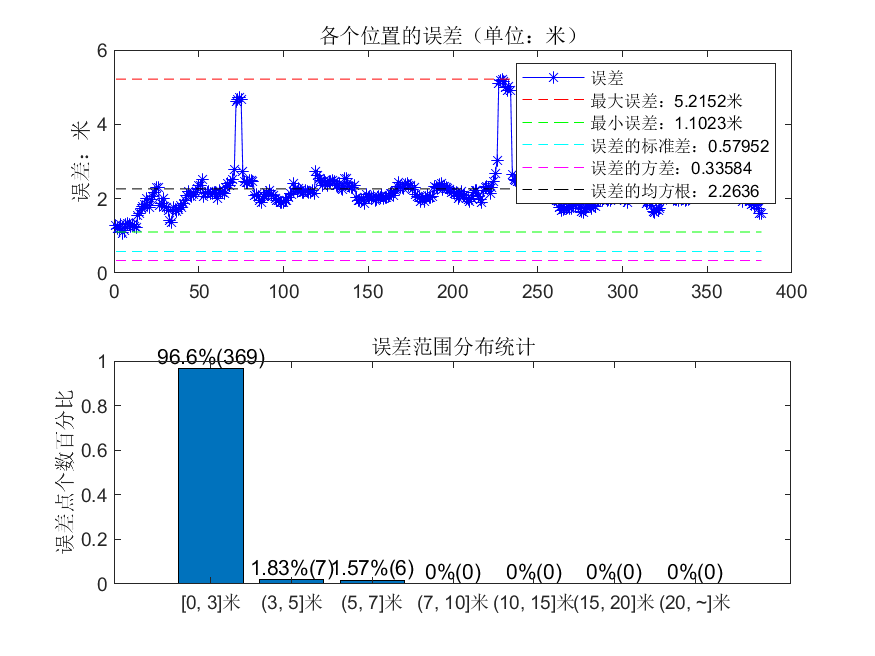 各个位置的误差（单位：米）
误差：米
6
4
2
0
0 50 100 150 200 250 300 350 400
误差
最大误差：5.2152米
最小误差：1.1023米
误差的标准差：0.57952
误差的方差：0.33584
误差的均方根：2.2636
误差范围分布统计
误差点个数百分比
1
0.8
0.6
0.4
0.2
0
96.6%(369)
1.83%(7)
1.57%(6)
0%(0)
0%(0)
0%(0)
0%(0)
[0, 3]米 (3, 5]米 (5, 7]米 (7, 10]米 (10, 15]米 (15, 20]米 (20, ~]米